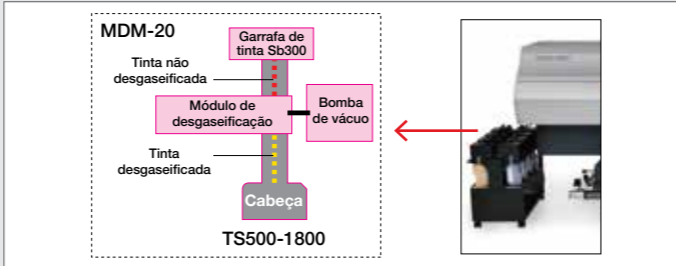 MDM-20
Garrafa de
tinta Sb300
Tinta não
desgaseificada
Módulo de
desgaseificação
Bomba
de vácuo
Tinta
desgaseificada
Cabeça
TS500-1800